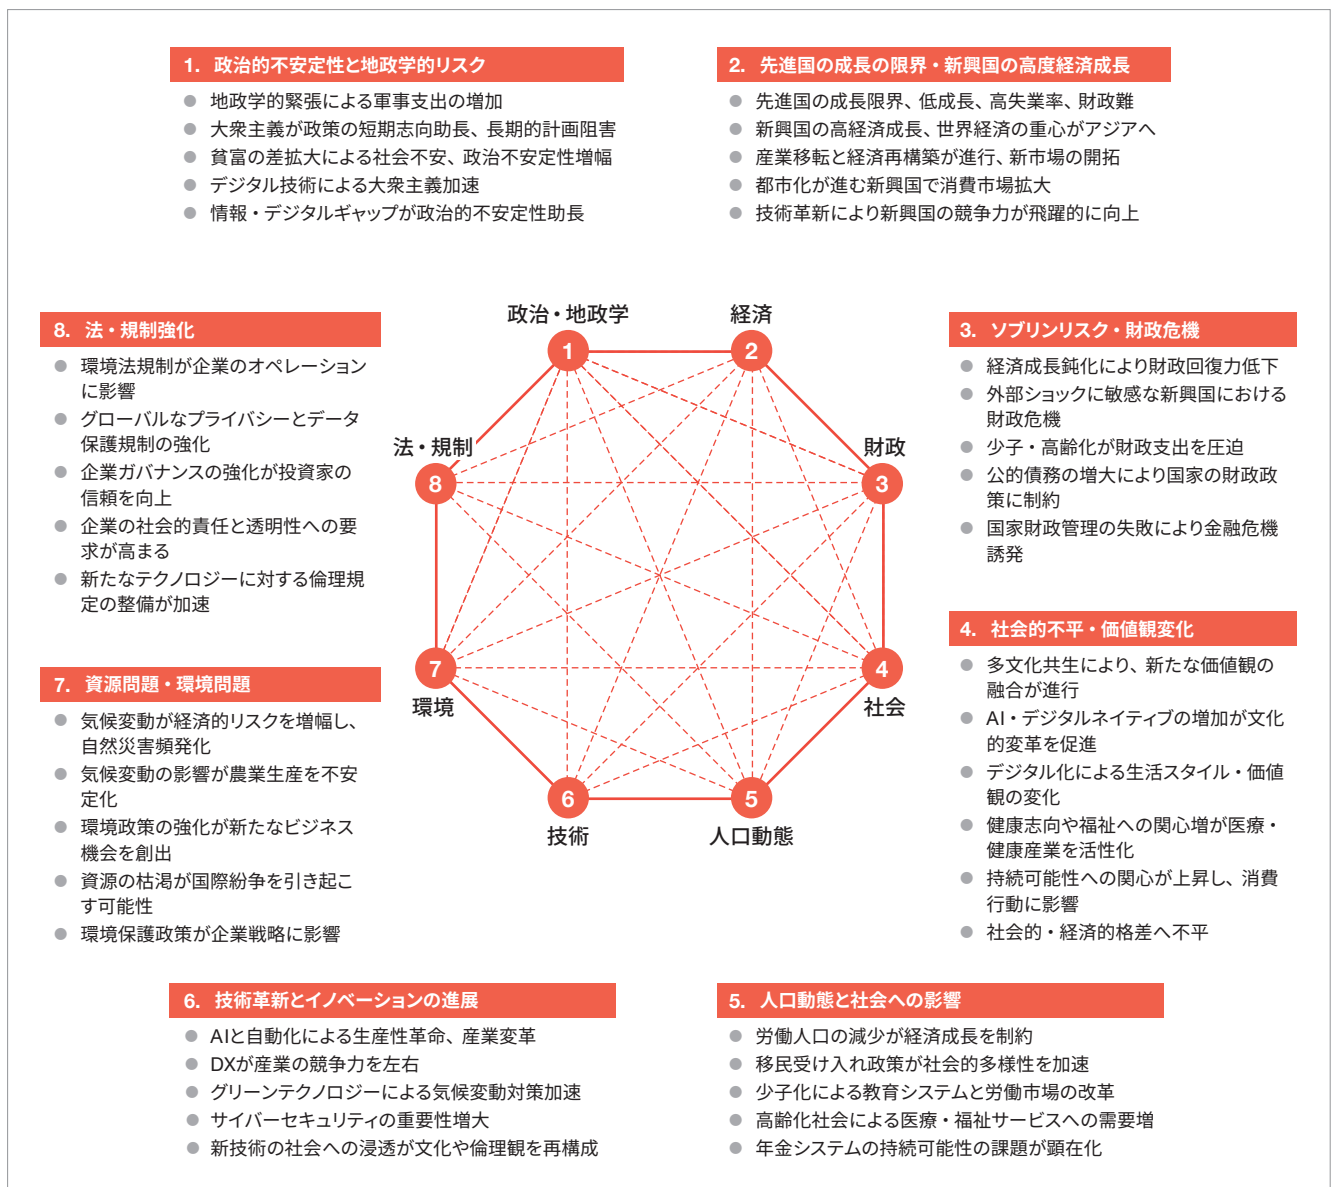 1. 政治的不安定性と地政学的リスク
● 地政学的緊張による軍事支出の増加
● 大衆主義が政策の短期志向助長、長期的計画阻害
● 貧富の差拡大による社会不安、政治不安定性増幅
● デジタル技術による大衆主義加速
● 情報・デジタルギャップが政治的不安定性助長
2. 先進国の成長の限界・新興国の高度経済成長
● 先進国の成長限界、低成長、高失業率、財政難
● 新興国の高経済成長、世界経済の重心がアジアへ
● 産業移転と経済再構築が進行、新市場の開拓
● 都市化が進む新興国で消費市場拡大
● 技術革新により新興国の競争力が飛躍的に向上
8. 法・規制強化
● 環境法規制が企業のオペレーション
に影響
● グローバルなプライバシーとデータ
保護規制の強化
● 企業ガバナンスの強化が投資家の
信頼を向上
● 企業の社会的責任と透明性への要
求が高まる
● 新たなテクノロジーに対する倫理規
定の整備が加速
政治・地政学
1
経済
2
財政
3
社会
4
人口動態
5
技術
6
環境
7
法・規制
8
3. ソブリンリスク・財政危機
● 経済成長鈍化により財政回復力低下
● 外部ショックに敏感な新興国における
財政危機
● 少子・高齢化が財政支出を圧迫
● 公的債務の増大により国家の財政政
策に制約
● 国家財政管理の失敗により金融危機
誘発
7. 資源問題・環境問題
● 気候変動が経済的リスクを増幅し、
自然災害頻発化
● 気候変動の影響が農業生産を不安
定化
● 環境政策の強化が新たなビジネス
機会を創出
● 資源の枯渇が国際紛争を引き起こ
す可能性
● 環境保護政策が企業戦略に影響
4. 社会的不平・価値観変化
● 多文化共生により、新たな価値観の
融合が進行
● AI・デジタルネイティブの増加が文化
的変革を促進
● デジタル化による生活スタイル・価値
観の変化
● 健康志向や福祉への関心増が医療・
健康産業を活性化
● 持続可能性への関心が上昇し、消費
行動に影響
● 社会的・経済的格差へ不平
6. 技術革新とイノベーションの進展
● AIと自動化による生産性革命、産業変革
● DXが産業の競争力を左右
● グリーンテクノロジーによる気候変動対策加速
● サイバーセキュリティの重要性増大
● 新技術の社会への浸透が文化や倫理観を再構成
5. 人口動態と社会への影響
● 労働人口の減少が経済成長を制約
● 移民受け入れ政策が社会的多様性を加速
● 少子化による教育システムと労働市場の改革
● 高齢化社会による医療・福祉サービスへの需要増
● 年金システムの持続可能性の課題が顕在化